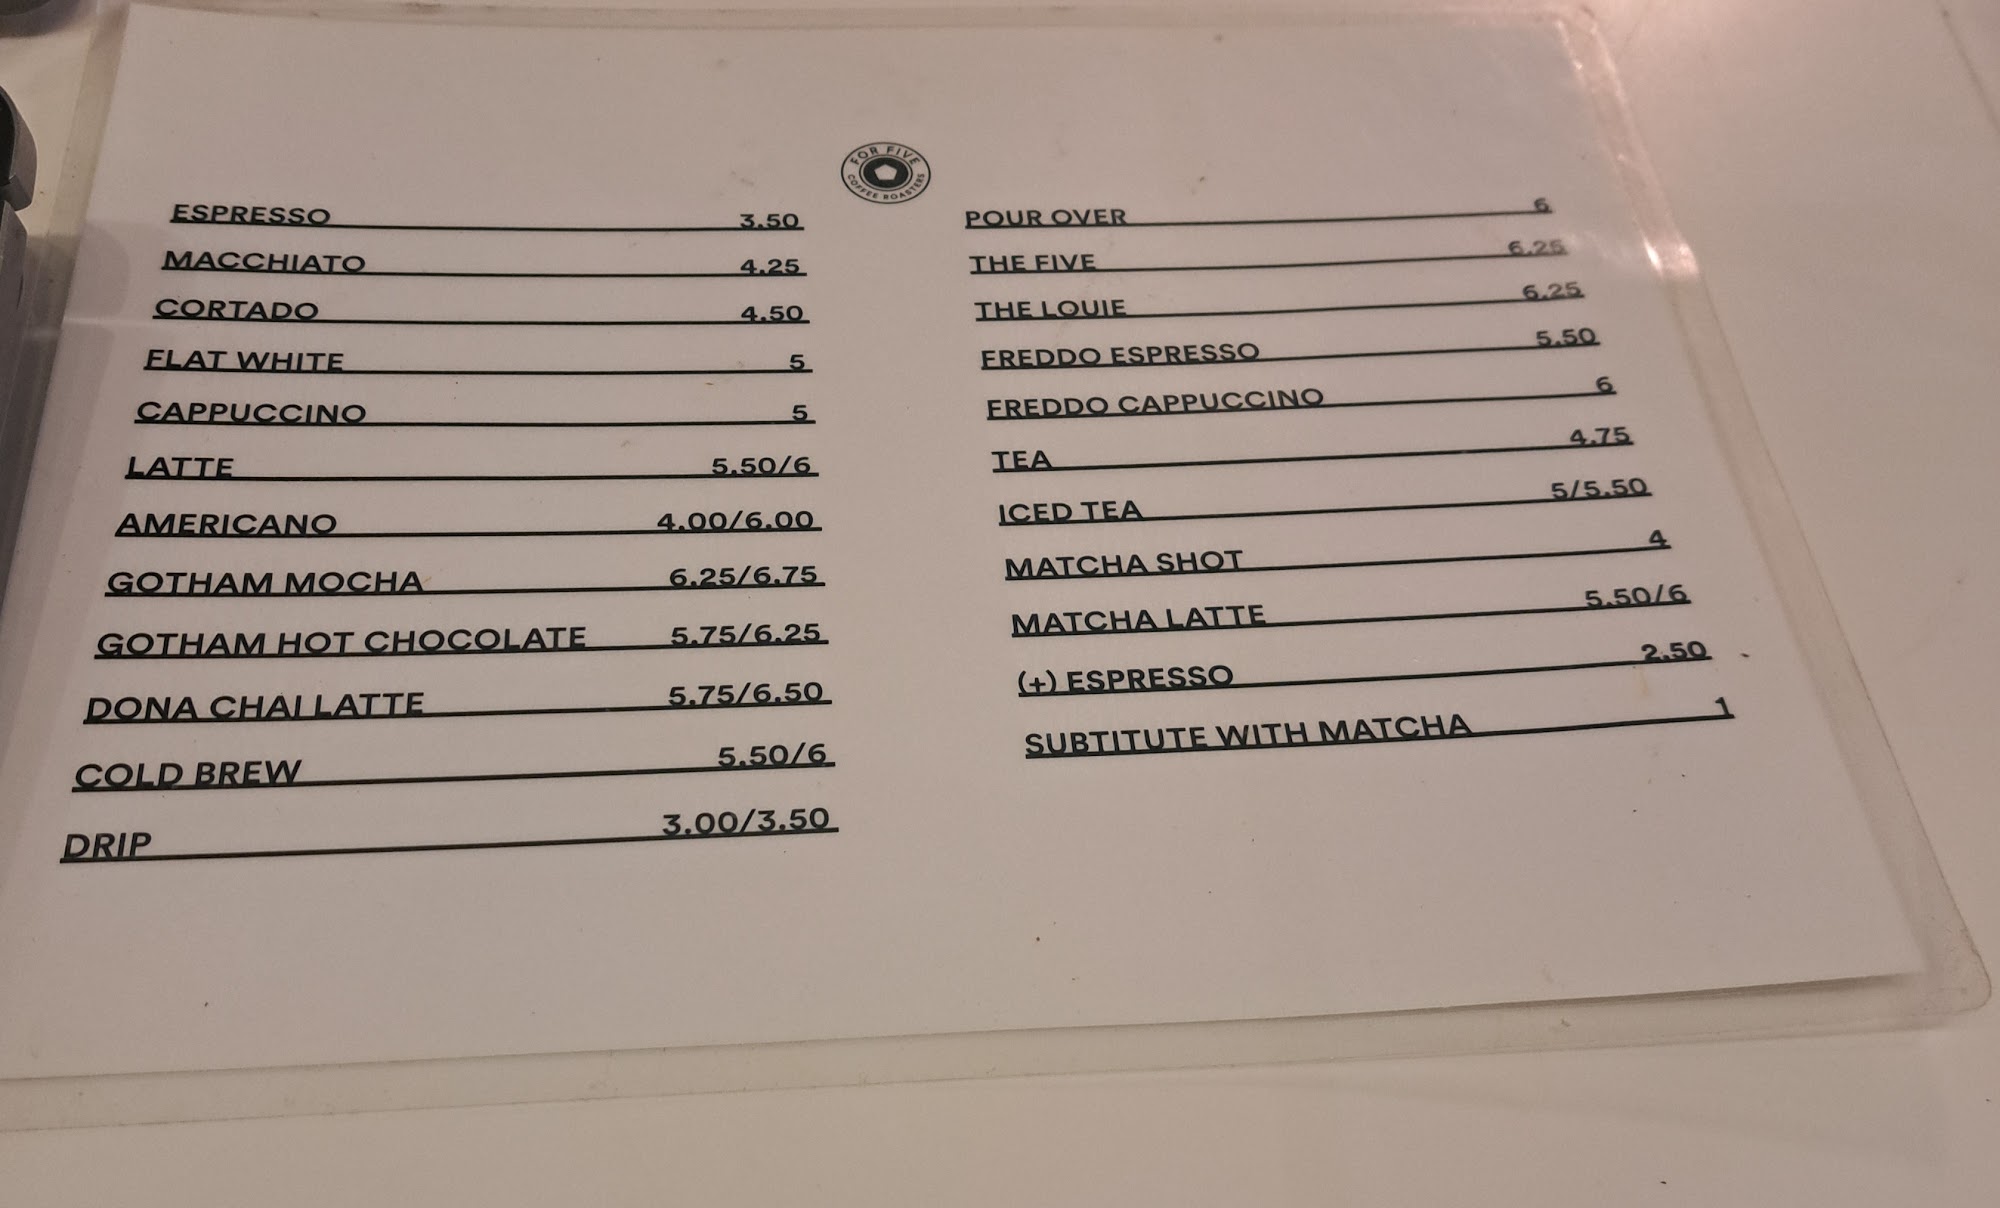 FOR FIVE
COFFEE ROASTERS
ESPRESSO 3.50
MACCHIATO 4.25
CORTADO 4.50
FLAT WHITE 5
CAPPUCCINO 5
LATTE 5.50/6
AMERICANO 4.00/6.00
GOTHAM MOCHA 6.25/6.75
GOTHAM HOT CHOCOLATE 5.75/6.25
DONA CHAI LATTE 5.75/6.50
COLD BREW 5.50/6
DRIP 3.00/3.50
POUR OVER 6
THE FIVE 6.25
THE LOUIE 6.25
FREDDO ESPRESSO 5.50
FREDDO CAPPUCCINO 6
TEA 4.75
ICED TEA 5/5.50
MATCHA SHOT 4
MATCHA LATTE 5.50/6
(+) ESPRESSO 2.50
SUBTITUTE WITH MATCHA 1